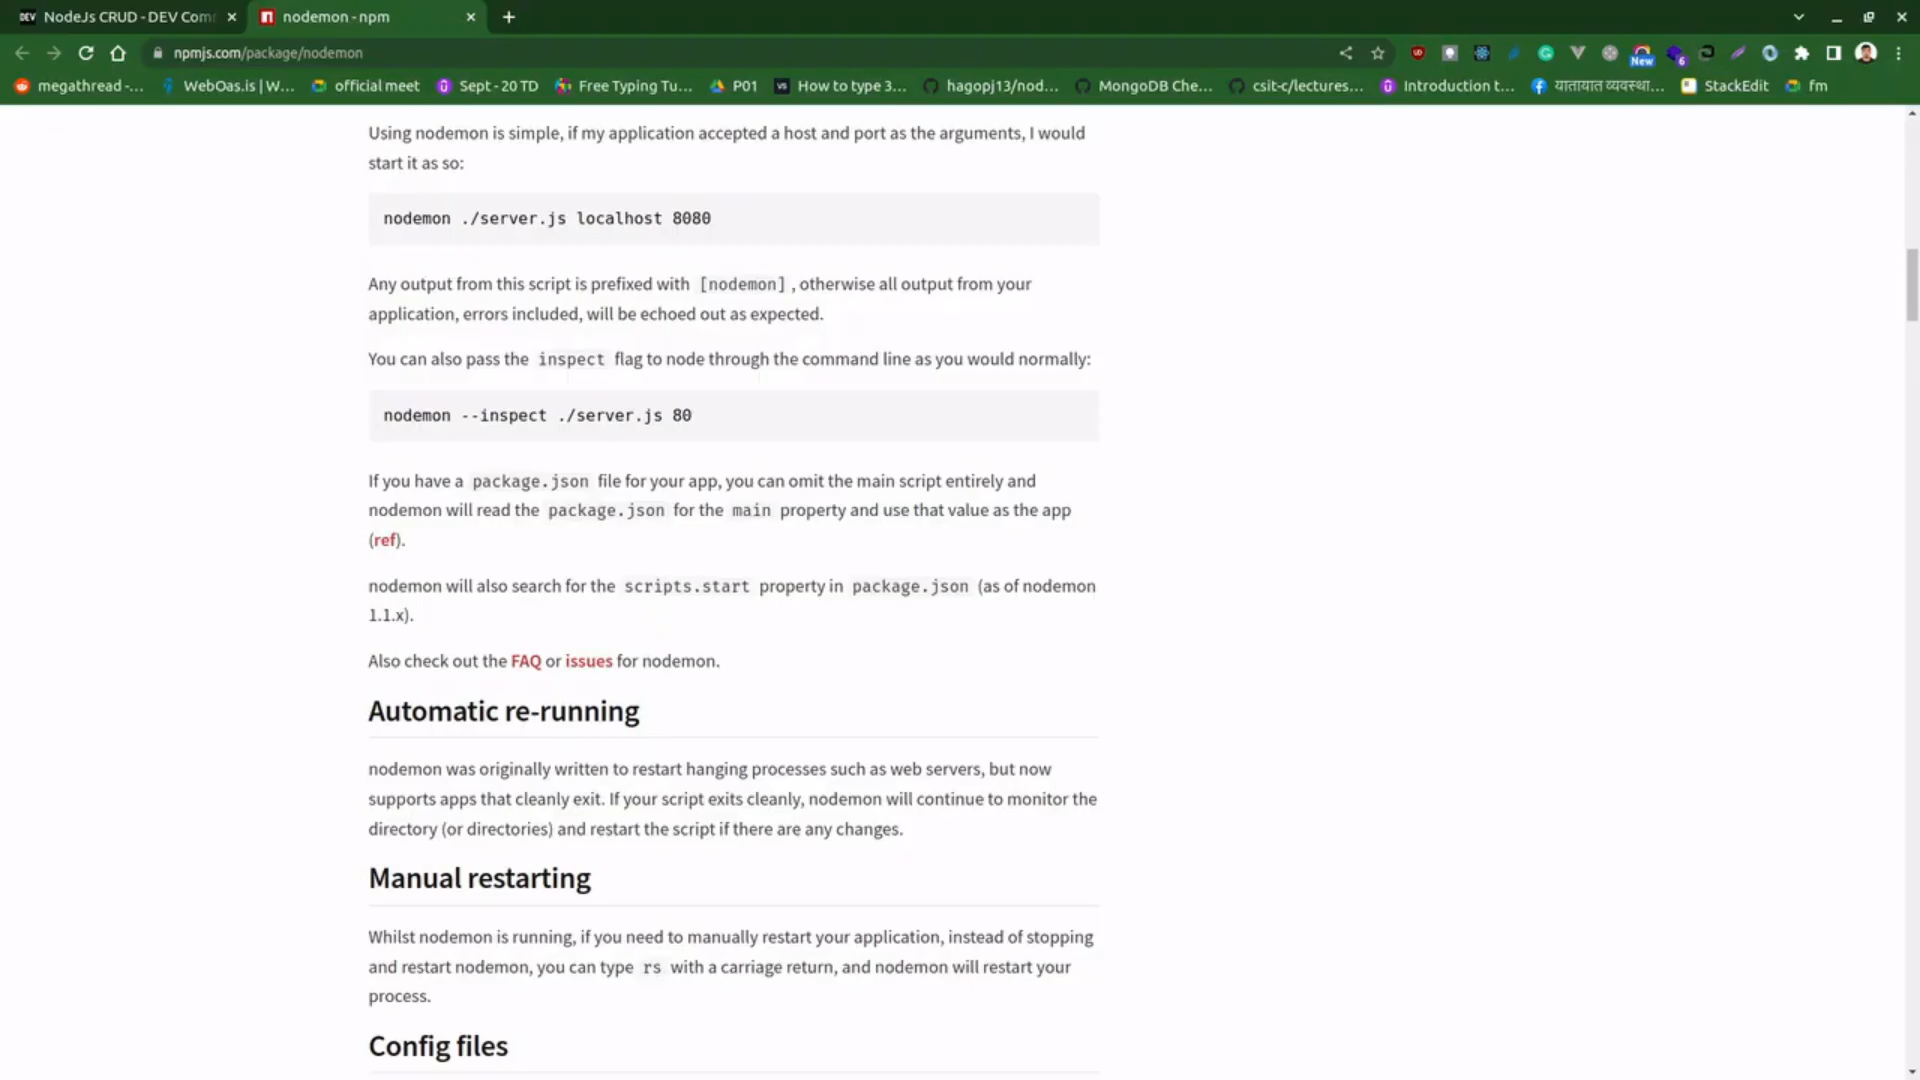 NodeJs CRUD - DEV Com
nodemon - npm
npmjs.com/package/nodemon
New
6
megathread -...
WebOas.is | W...
official meet
Sept - 20 TD
Free Typing Tu...
P01
How to type 3...
hagopj13/nod...
MongoDB Che...
csit-c/lectures...
Introduction t...
यातायात व्यवस्था...
StackEdit
fm
Using nodemon is simple, if my application accepted a host and port as the arguments, I would
start it as so:
nodemon ./server.js localhost 8080
Any output from this script is prefixed with [nodemon] , otherwise all output from your
application, errors included, will be echoed out as expected.
You can also pass the inspect flag to node through the command line as you would normally:
nodemon --inspect ./server.js 80
If you have a package.json file for your app, you can omit the main script entirely and
nodemon will read the package.json for the main property and use that value as the app
(ref).
nodemon will also search for the scripts.start property in package.json (as of nodemon
1.1.x).
Also check out the FAQ or issues for nodemon.
Automatic re-running
nodemon was originally written to restart hanging processes such as web servers, but now
supports apps that cleanly exit. If your script exits cleanly, nodemon will continue to monitor the
directory (or directories) and restart the script if there are any changes.
Manual restarting
Whilst nodemon is running, if you need to manually restart your application, instead of stopping
and restart nodemon, you can type rs with a carriage return, and nodemon will restart your
process.
Config files